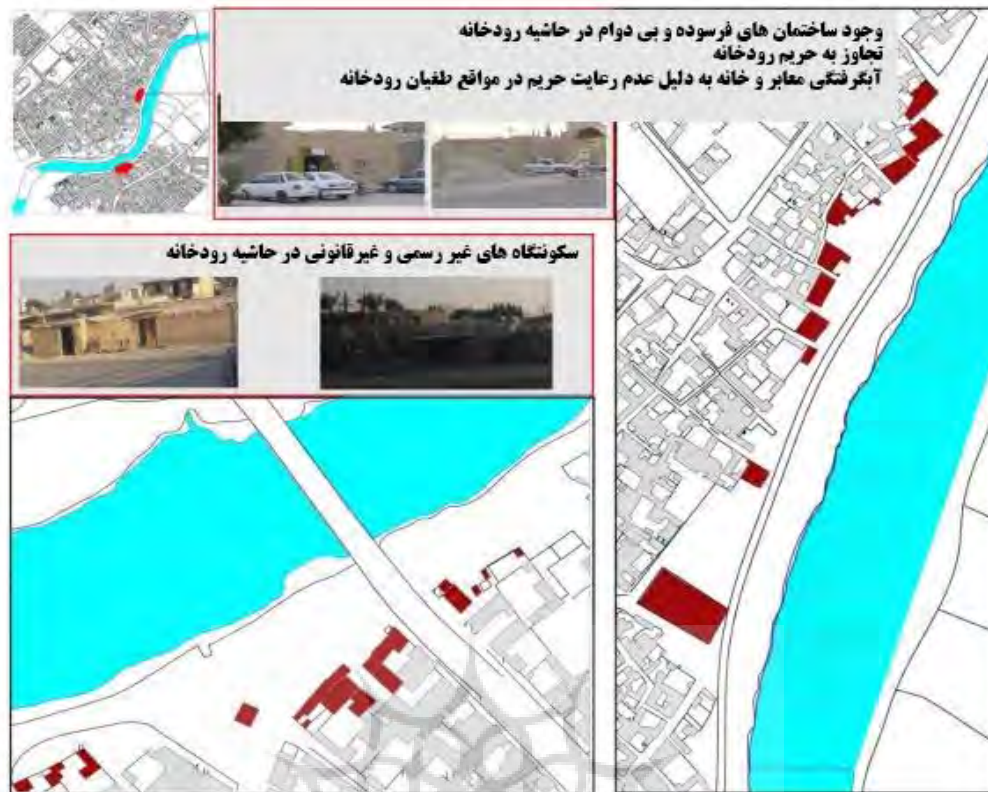 وجود ساختمان های فرسوده و بی دوام در حاشیه رودخانه
تجاوز به حریم رودخانه
آبگرفتگی معابر و خانه به دلیل عدم رعایت حریم در مواقع طغیان رودخانه
سکونتگاه های غیر رسمی و غیرقانونی در حاشیه رودخانه